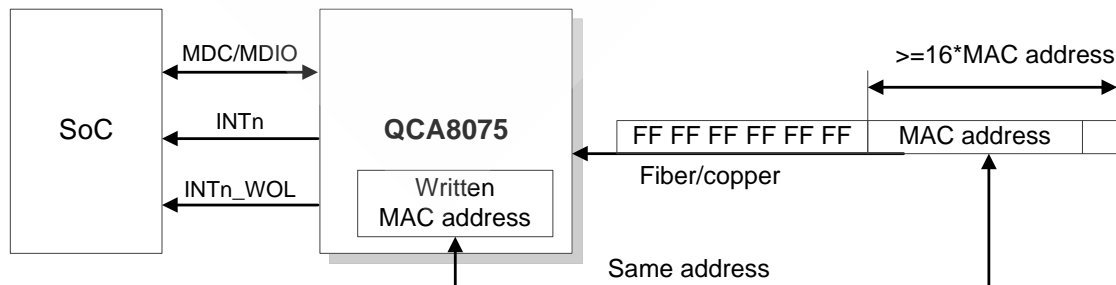 MDC/MDIO
>=16*MAC address
SoC
INTn
QCA8075
FF FF FF FF FF FF
MAC address
Fiber/copper
INTn_WOL
Written
MAC address
Same address